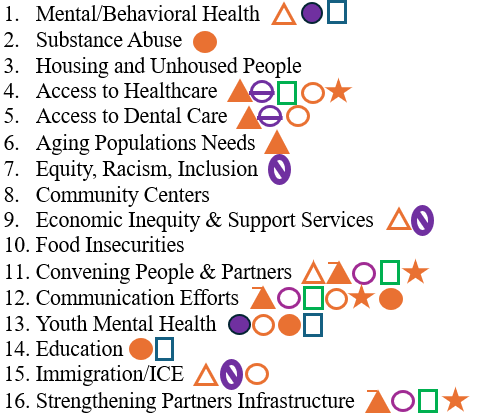 1. Mental/Behavioral Health
2. Substance Abuse
3. Housing and Unhoused People
4. Access to Healthcare
5. Access to Dental Care
6. Aging Populations Needs
7. Equity, Racism, Inclusion
8. Community Centers
9. Economic Inequity & Support Services
10. Food Insecurities
11. Convening People & Partners
12. Communication Efforts
13. Youth Mental Health
14. Education
15. Immigration/ICE
16. Strengthening Partners Infrastructure